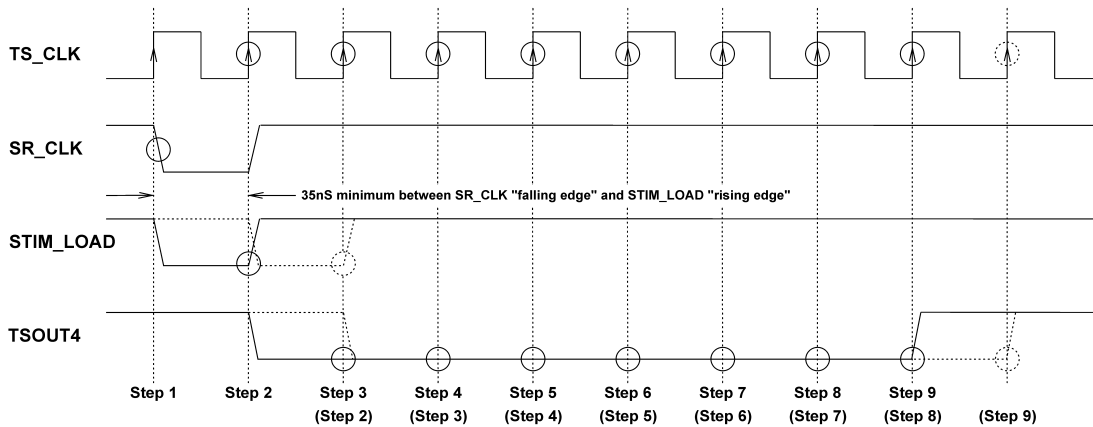 TS_CLK
SR_CLK
35nS minimum between SR_CLK "falling edge" and STIM_LOAD "rising edge"
STIM_LOAD
TSOUT4
Step 1 Step 2 Step 3 Step 4 Step 5 Step 6 Step 7 Step 8 Step 9
(Step 2) (Step 3) (Step 4) (Step 5) (Step 6) (Step 7) (Step 8) (Step 9)